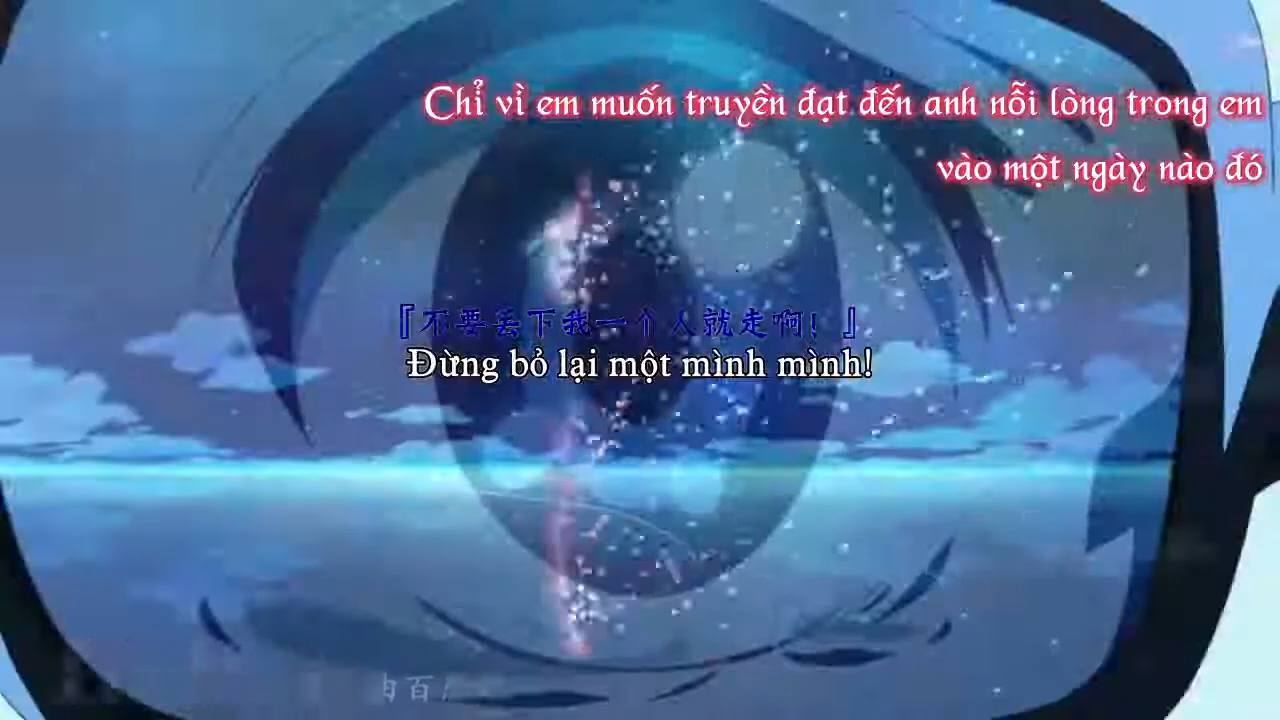 Chỉ vì em muốn truyền đạt đến anh nỗi lòng trong em
vào một ngày nào đó
『不要丢下我一个人就走啊！』
Đừng bỏ lại một mình mình!
百！